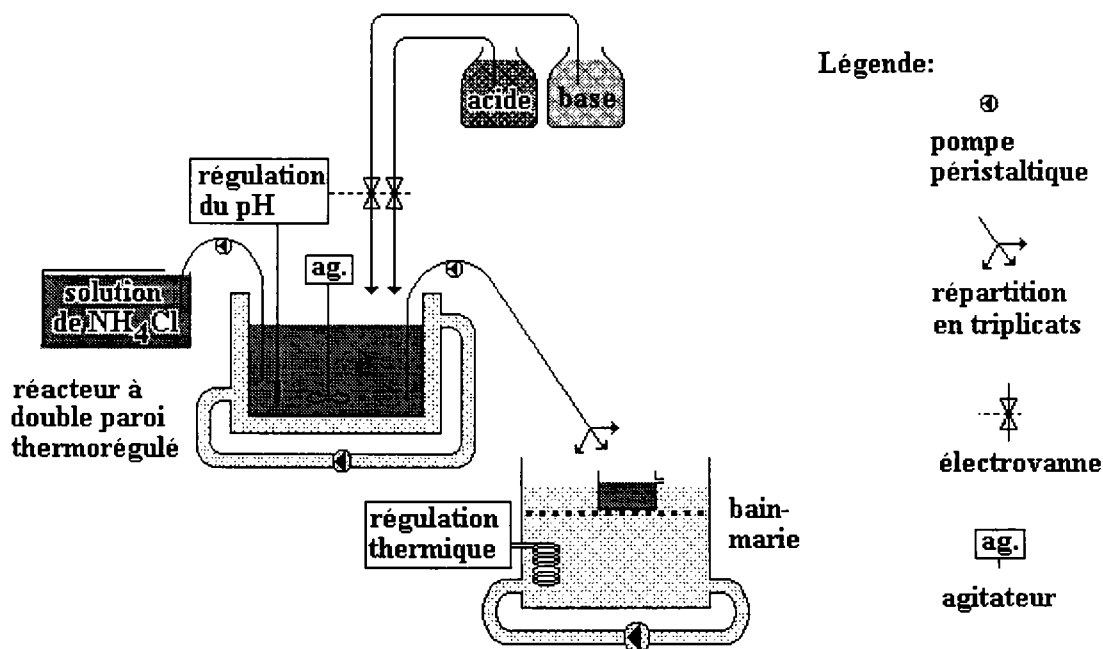 acide
base
régulation
du pH
ag.
solution
de NH4Cl
réacteur à
double paroi
thermorégulé
régulation
thermique
bain-
marie
Légende:
pompe
péristaltique
répartition
en triplicats
électrovanne
ag.
agitateur